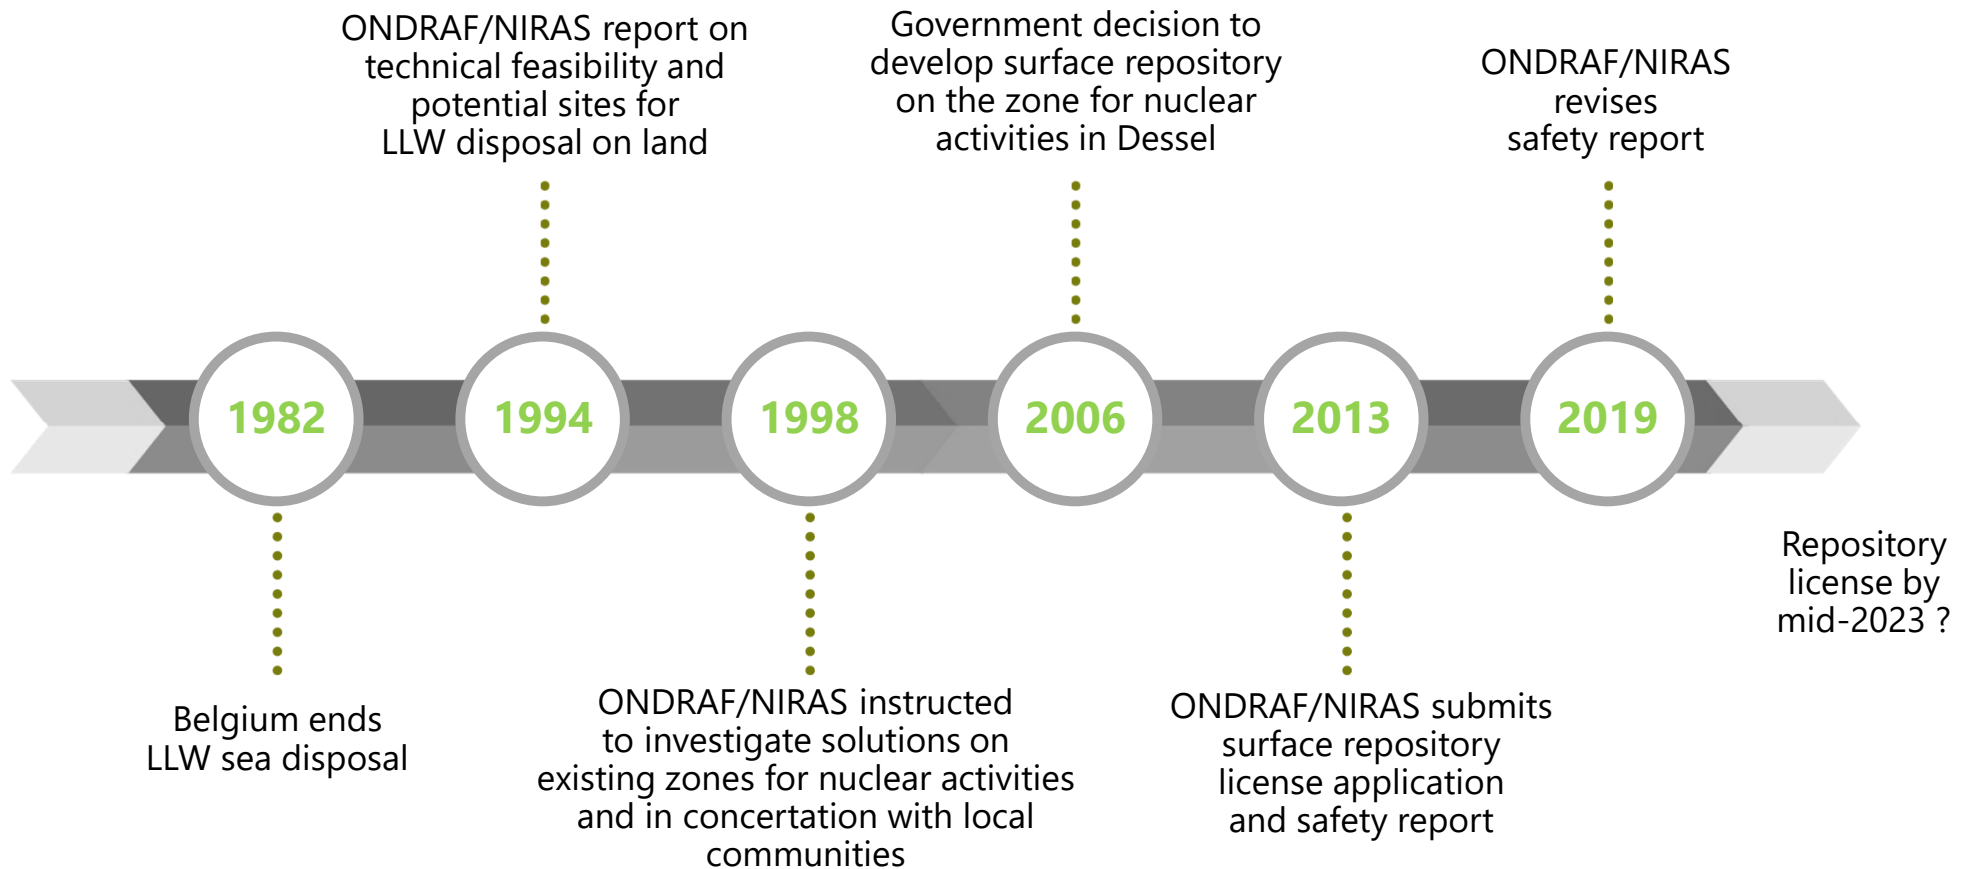 ONDRAF/NIRAS report on
technical feasibility and
potential sites for
LLW disposal on land
Government decision to
develop surface repository
on the zone for nuclear
activities in Dessel
ONDRAF/NIRAS
revises
safety report
1982
1994
1998
2006
2013
2019
Belgium ends
LLW sea disposal
ONDRAF/NIRAS instructed
to investigate solutions on
existing zones for nuclear activities
and in concertation with local
communities
ONDRAF/NIRAS submits
surface repository
license application
and safety report
Repository
license by
mid-2023 ?